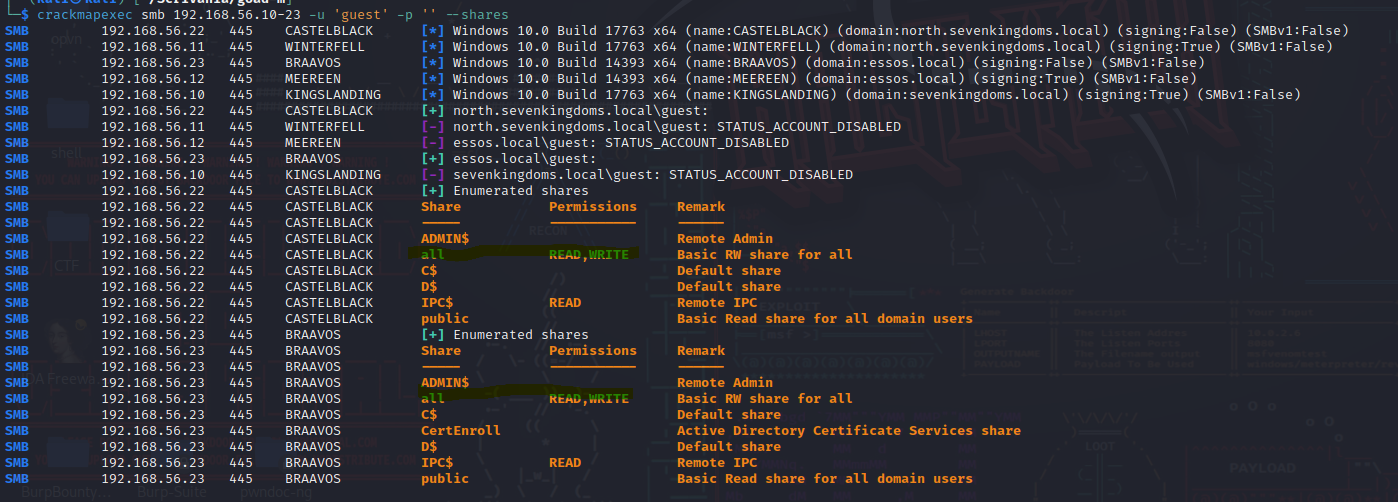 └─$ crackmapexec smb 192.168.56.10-23 -u 'guest' -p '' --shares
SMB 192.168.56.22 445 CASTELBLACK [*] Windows 10.0 Build 17763 x64 (name:CASTELBLACK) (domain:north.sevenkingdoms.local) (signing:False) (SMBv1:False)
SMB 192.168.56.11 445 WINTERFELL [*] Windows 10.0 Build 17763 x64 (name:WINTERFELL) (domain:north.sevenkingdoms.local) (signing:True) (SMBv1:False)
SMB 192.168.56.23 445 BRAAVOS [*] Windows 10.0 Build 14393 x64 (name:BRAAVOS) (domain:essos.local) (signing:False) (SMBv1:False)
SMB 192.168.56.12 445 MEEREEN [*] Windows 10.0 Build 14393 x64 (name:MEEREEN) (domain:essos.local) (signing:True) (SMBv1:False)
SMB 192.168.56.10 445 KINGSLANDING [*] Windows 10.0 Build 17763 x64 (name:KINGSLANDING) (domain:sevenkingdoms.local) (signing:True) (SMBv1:False)
SMB 192.168.56.22 445 CASTELBLACK [+] north.sevenkingdoms.local\guest:
SMB 192.168.56.11 445 WINTERFELL [-] north.sevenkingdoms.local\guest: STATUS_ACCOUNT_DISABLED
SMB 192.168.56.12 445 MEEREEN [-] essos.local\guest: STATUS_ACCOUNT_DISABLED
SMB 192.168.56.23 445 BRAAVOS [+] essos.local\guest:
SMB 192.168.56.10 445 KINGSLANDING [-] sevenkingdoms.local\guest: STATUS_ACCOUNT_DISABLED
SMB 192.168.56.22 445 CASTELBLACK [+] Enumerated shares
SMB 192.168.56.22 445 CASTELBLACK Share Permissions Remark
SMB 192.168.56.22 445 CASTELBLACK ----- ----------- ------
SMB 192.168.56.22 445 CASTELBLACK ADMIN$ Remote Admin
SMB 192.168.56.22 445 CASTELBLACK all READ,WRITE Basic RW share for all
SMB 192.168.56.22 445 CASTELBLACK C$ Default share
SMB 192.168.56.22 445 CASTELBLACK D$ Default share
SMB 192.168.56.22 445 CASTELBLACK IPC$ READ Remote IPC
SMB 192.168.56.22 445 CASTELBLACK public Basic Read share for all domain users
SMB 192.168.56.23 445 BRAAVOS [+] Enumerated shares
SMB 192.168.56.23 445 BRAAVOS Share Permissions Remark
SMB 192.168.56.23 445 BRAAVOS ----- ----------- ------
SMB 192.168.56.23 445 BRAAVOS ADMIN$ Remote Admin
SMB 192.168.56.23 445 BRAAVOS all READ,WRITE Basic RW share for all
SMB 192.168.56.23 445 BRAAVOS C$ Default share
SMB 192.168.56.23 445 BRAAVOS CertEnroll Active Directory Certificate Services share
SMB 192.168.56.23 445 BRAAVOS D$ Default share
SMB 192.168.56.23 445 BRAAVOS IPC$ READ Remote IPC
SMB 192.168.56.23 445 BRAAVOS public Basic Read share for all domain users